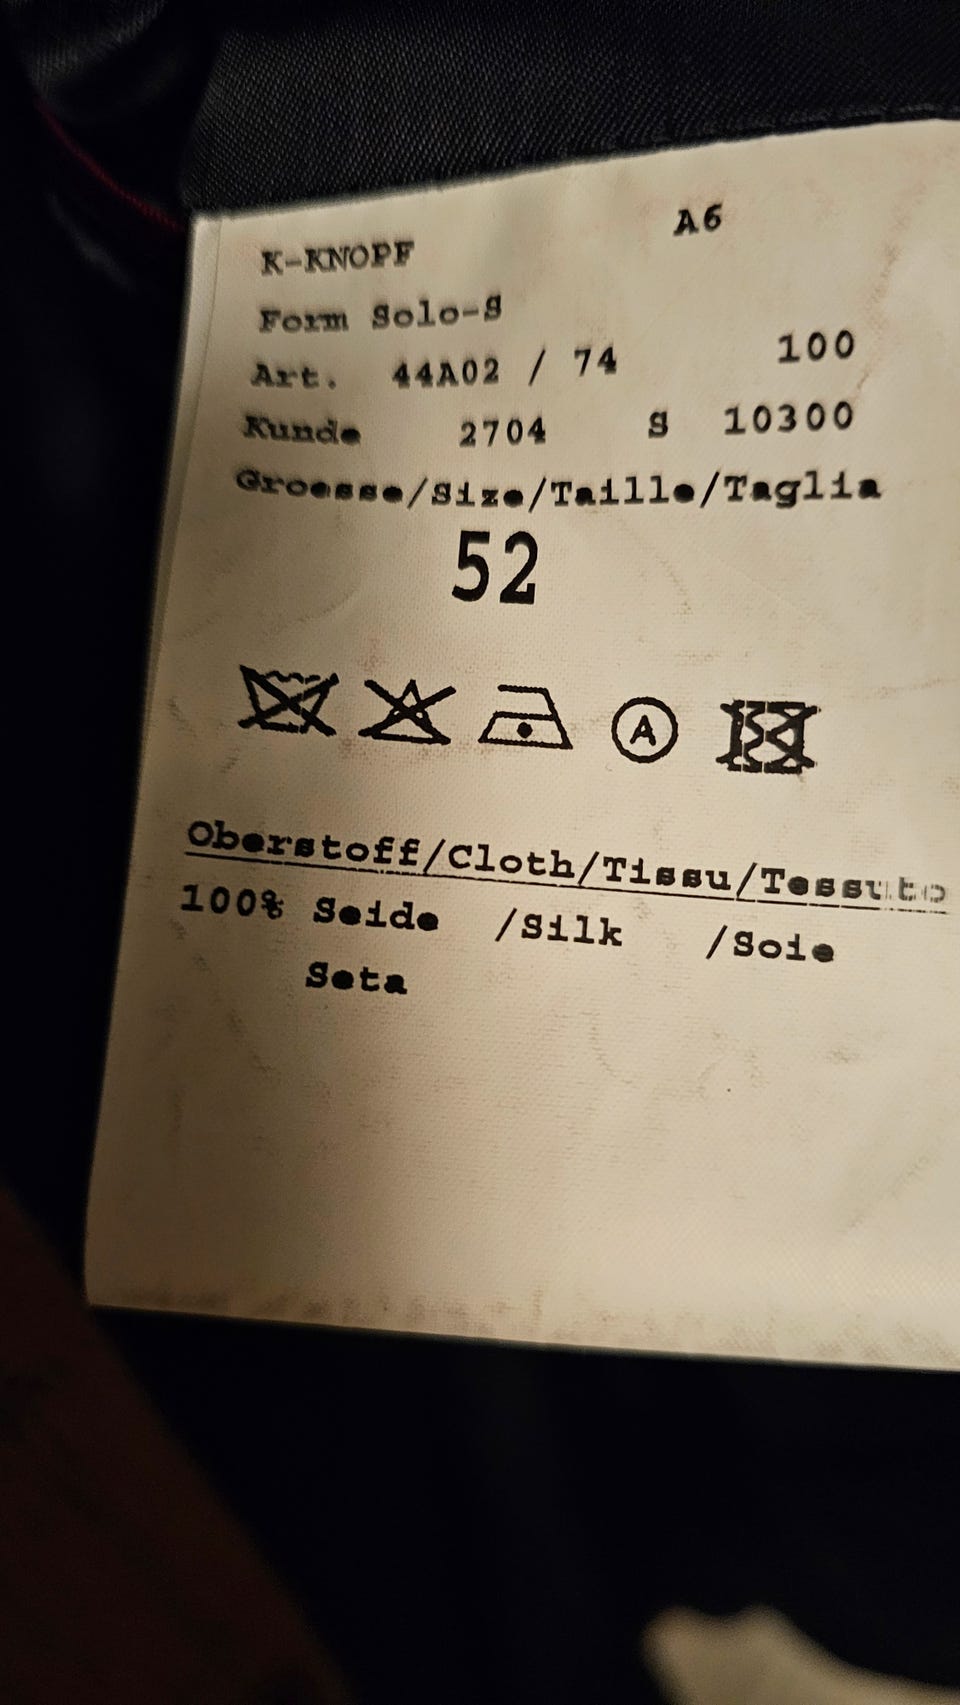 A6
K-KNOPF
Form Solo-S
Art. 44A02 / 74 100
Kunde 2704 S 10300
Groesse/Size/Taille/Taglia
52
A
Oberstoff/Cloth/Tissu/Tessuto
100% Seide /Silk /Soie
Seta